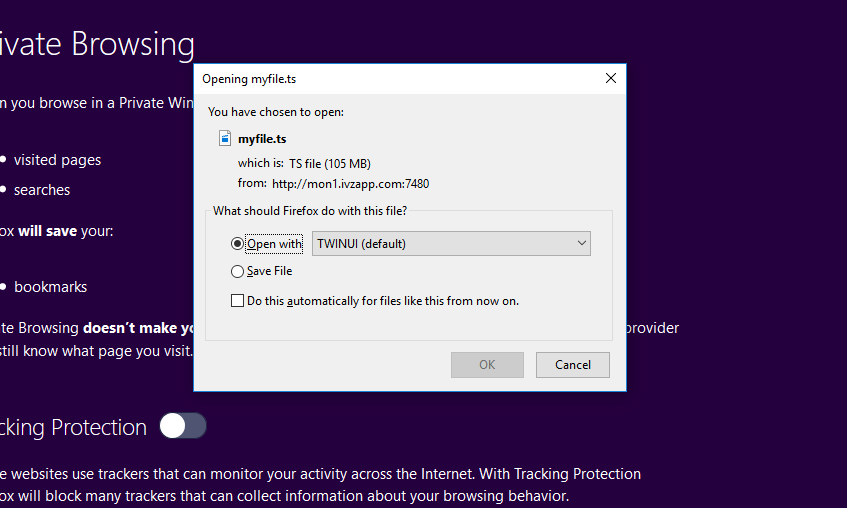 ivate Browsing
n you browse in a Private Win
visited pages
searches
ox will save your:
bookmarks
te Browsing doesn't make yo
provider
still know what page you visit.
Opening myfile.ts
You have chosen to open:
myfile.ts
which is: TS file (105 MB)
from: http://mon1.ivzapp.com:7480
What should Firefox do with this file?
Open with
TWINUI (default)
Save File
Do this automatically for files like this from now on.
OK
Cancel
cking Protection
e websites use trackers that can monitor your activity across the Internet. With Tracking Protection
ox will block many trackers that can collect information about your browsing behavior.